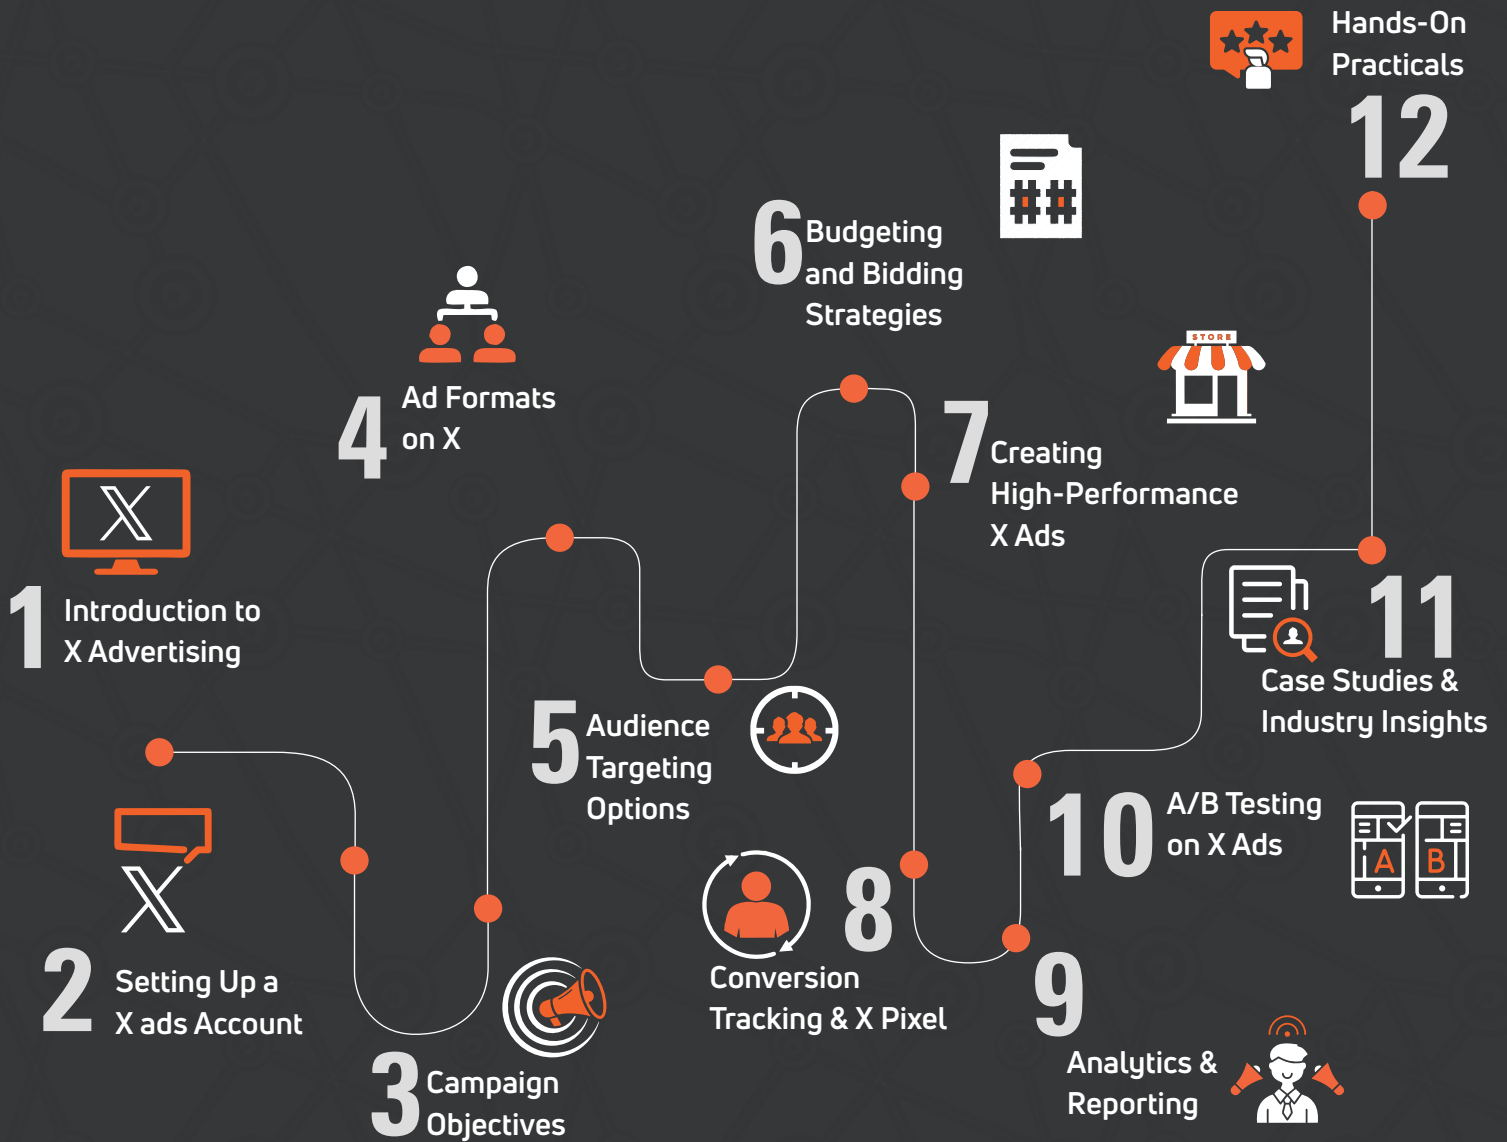 1
Introduction to
X Advertising
2
Setting Up a
X ads Account
3
Campaign
Objectives
4
Ad Formats
on X
5
Audience
Targeting
Options
6
Budgeting
and Bidding
Strategies
7
Creating
High-Performance
X Ads
STORE
8
Conversion
Tracking & X Pixel
9
Analytics &
Reporting
10
A/B Testing
on X Ads
A B
11
Case Studies &
Industry Insights
Hands-On
Practicals
12